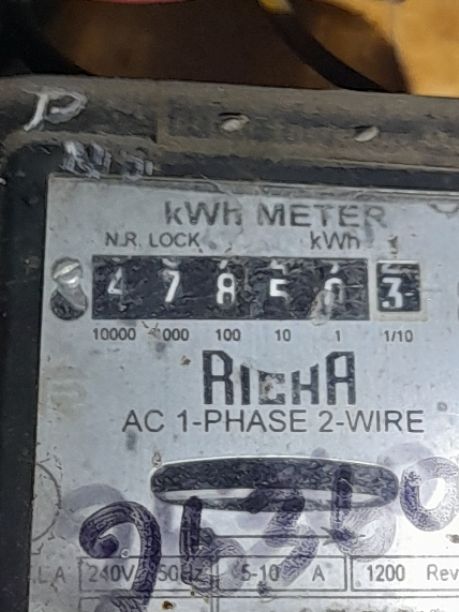 P
kWh METER
N.R. LOCK kWh
4 7 8 5 0 3
10000 1000 100 10 1 1/10
RICHA
AC 1-PHASE 2-WIRE
240V 50Hz 5-10 A 1200 Rev